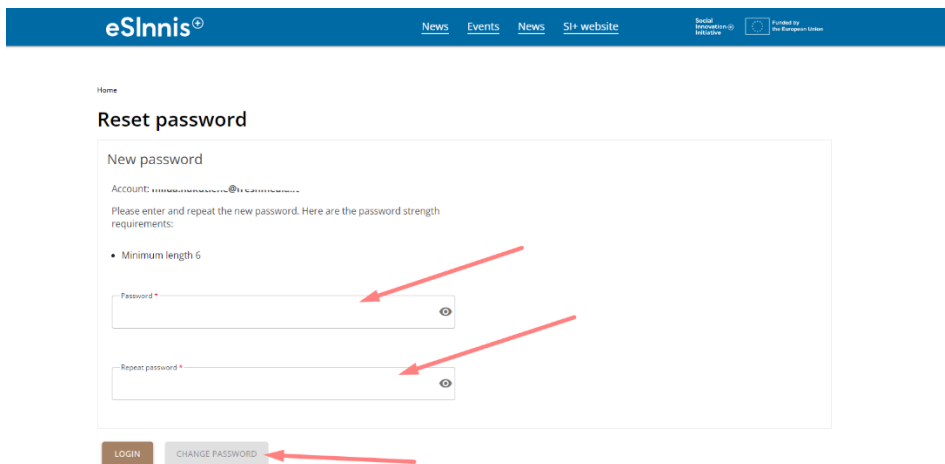 eSInnis⊕
News Events News SI+ website
Social
Innovation ⊕
Initiative
Funded by
the European Union
Home
Reset password
New password
Account:
Please enter and repeat the new password. Here are the password strength
requirements:
• Minimum length 6
Password *
Repeat password *
LOGIN CHANGE PASSWORD